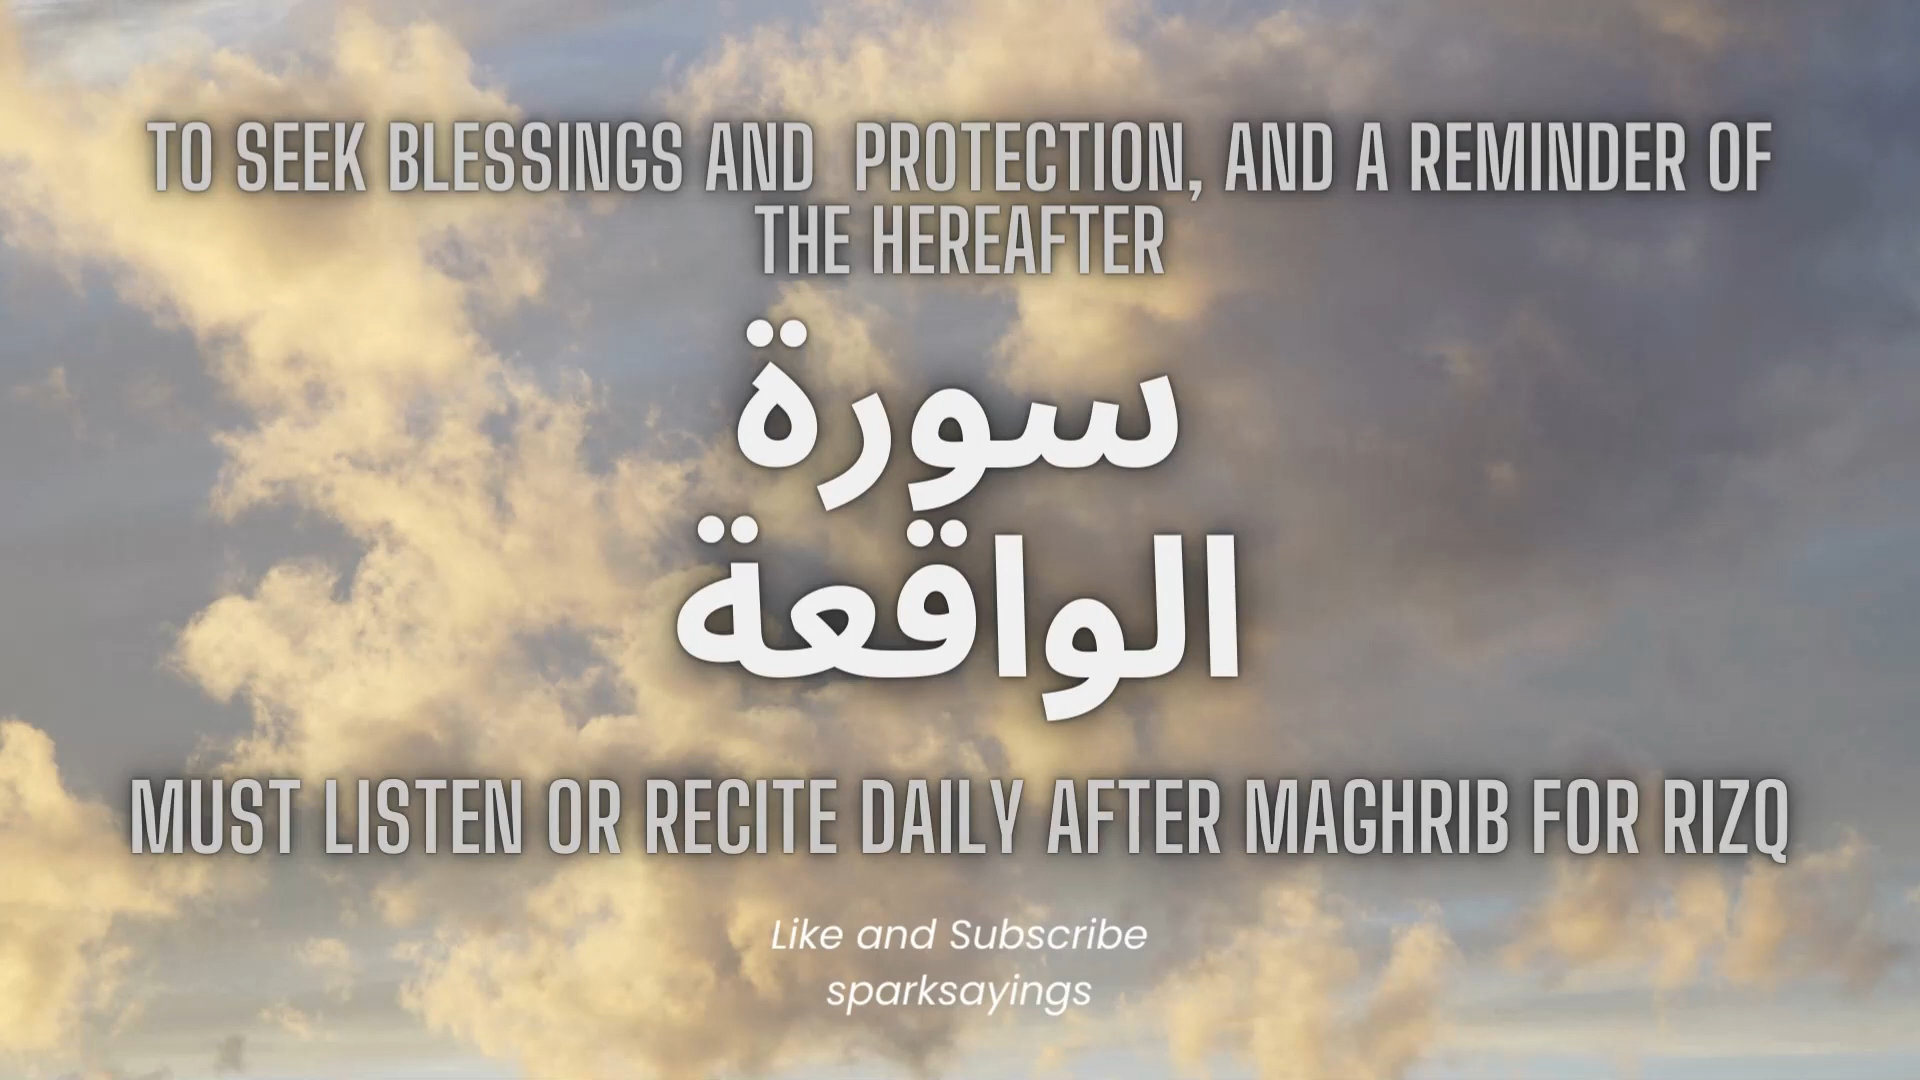 TO SEEK BLESSINGS AND PROTECTION, AND A REMINDER OF
THE HEREAFTER
سورة
الواقعة
MUST LISTEN OR RECITE DAILY AFTER MAGHRIB FOR RIZQ
Like and Subscribe
sparksayings